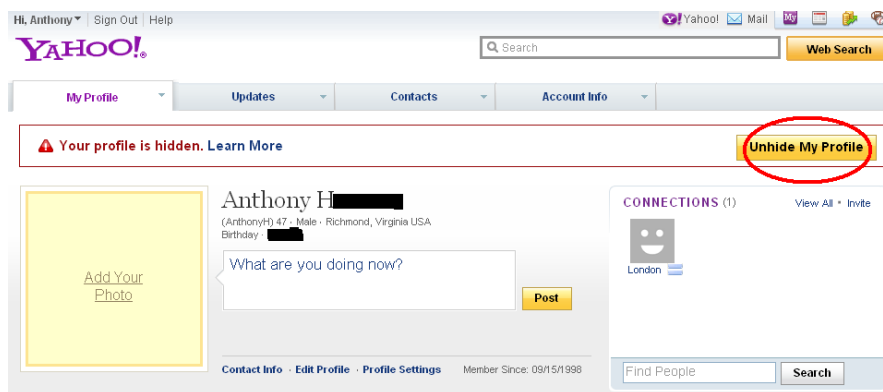 Hi, Anthony Sign Out Help Yahoo! Mail My
YAHOO!
Search Web Search
My Profile Updates Contacts Account Info
Your profile is hidden. Learn More Unhide My Profile
Add Your
Photo
Anthony H
(AnthonyH) 47 · Male · Richmond, Virginia USA
Birthday ·
What are you doing now?
Post
Contact Info · Edit Profile · Profile Settings Member Since: 09/15/1998
CONNECTIONS (1) View All • Invite
London
Find People Search